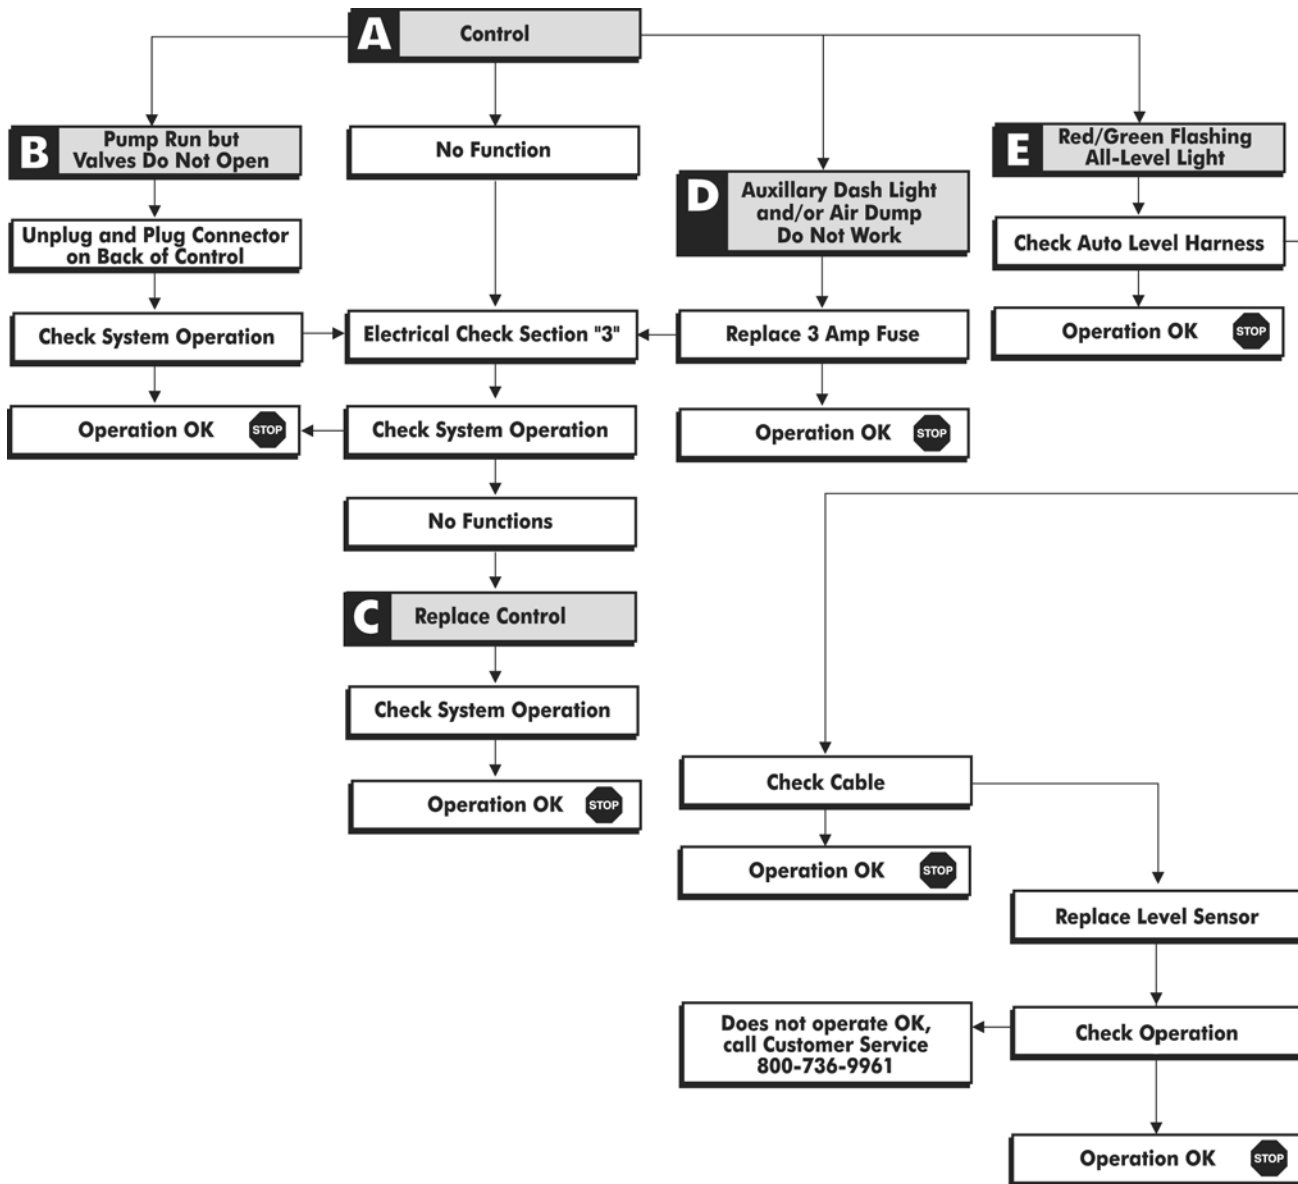 A
Control
B
Pump Run but
Valves Do Not Open
No Function
D
Auxillary Dash Light
and/or Air Dump
Do Not Work
E
Red/Green Flashing
All-Level Light
Unplug and Plug Connector
on Back of Control
Check Auto Level Harness
Check System Operation
Electrical Check Section "3"
Replace 3 Amp Fuse
Operation OK
STOP
Operation OK
STOP
Check System Operation
Operation OK
STOP
No Functions
C
Replace Control
Check System Operation
Operation OK
STOP
Check Cable
Operation OK
STOP
Replace Level Sensor
Does not operate OK,
call Customer Service
800-736-9961
Check Operation
Operation OK
STOP